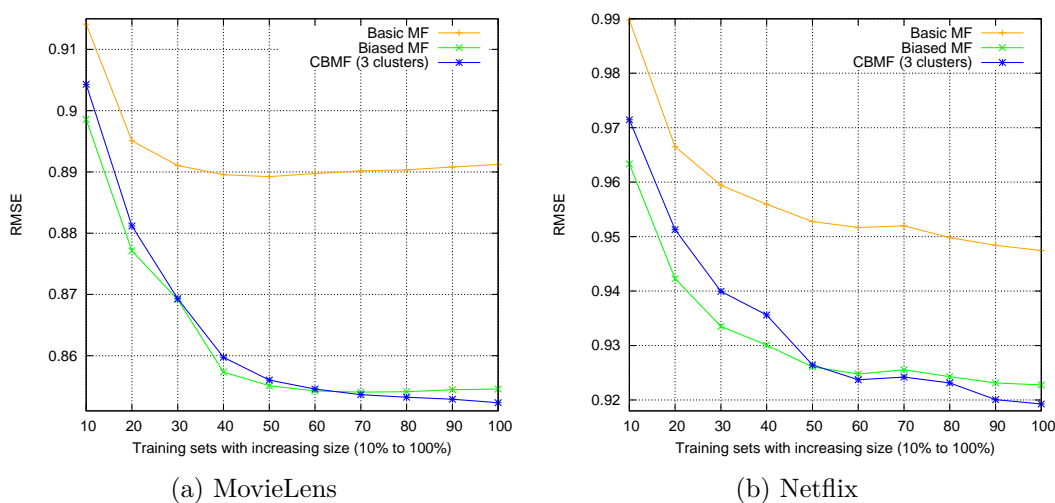 Basic MF
Biased MF
CBMF (3 clusters)
0.91
0.9
0.89
0.88
0.87
0.86
RMSE
10 20 30 40 50 60 70 80 90 100
Training sets with increasing size (10% to 100%)
(a) MovieLens
Basic MF
Biased MF
CBMF (3 clusters)
0.99
0.98
0.97
0.96
0.95
0.94
0.93
0.92
RMSE
10 20 30 40 50 60 70 80 90 100
Training sets with increasing size (10% to 100%)
(b) Netflix